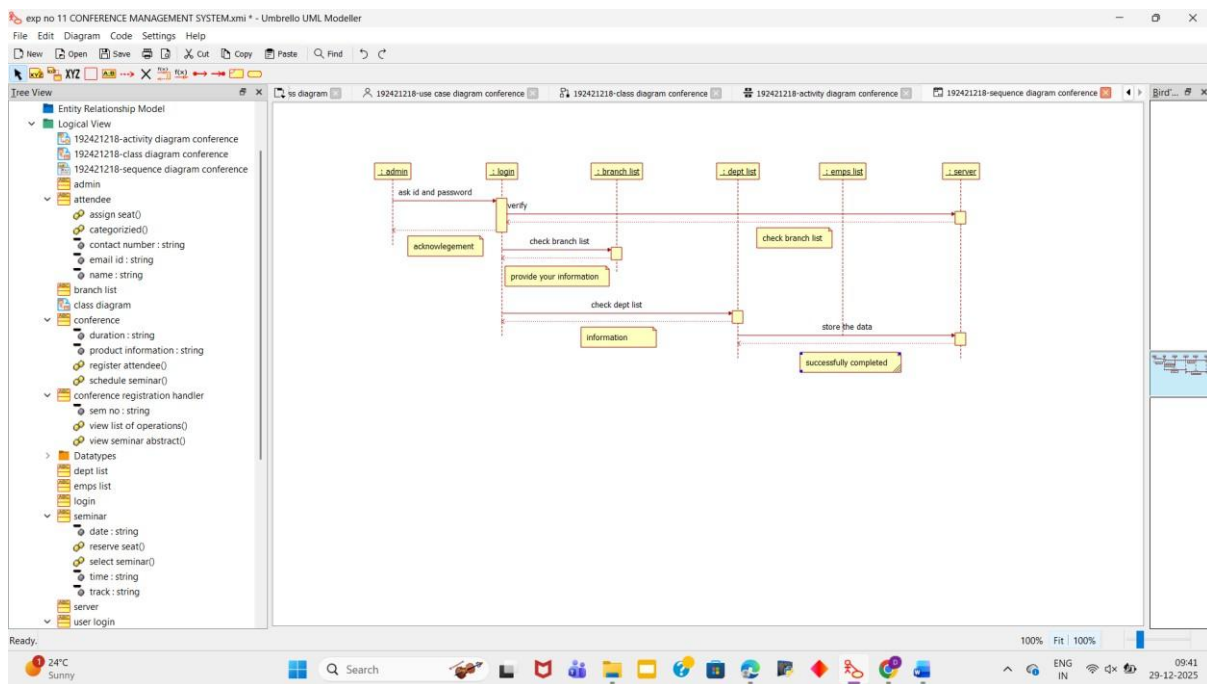 exp no 11 CONFERENCE MANAGEMENT SYSTEM.xmi * - Umbrello UML Modeller
File Edit Diagram Code Settings Help
New Open Save Cut Copy Paste Find
XYZ XYZ A.B
Tree View
ss diagram 192421218-use case diagram conference 192421218-class diagram conference 192421218-activity diagram conference 192421218-sequence diagram conference
Bird'...
Entity Relationship Model
Logical View
192421218-activity diagram conference
192421218-class diagram conference
192421218-sequence diagram conference
admin
attendee
assign seat()
categorizied()
contact number : string
email id : string
name : string
branch list
class diagram
conference
duration : string
product information : string
register attendee()
schedule seminar()
conference registration handler
sem no : string
view list of operations()
view seminar abstract()
Datatypes
dept list
emps list
login
seminar
date : string
reserve seat()
select seminar()
time : string
track : string
server
user login
: admin : login : branch list : dept list : emps list : server
ask id and password
verify
acknowlegement
check branch list
check branch list
provide your information
check dept list
information
store the data
successfully completed
Ready.
100% Fit 100%
1
24°C
Sunny
Search
ENG
IN
09:41
29-12-2025